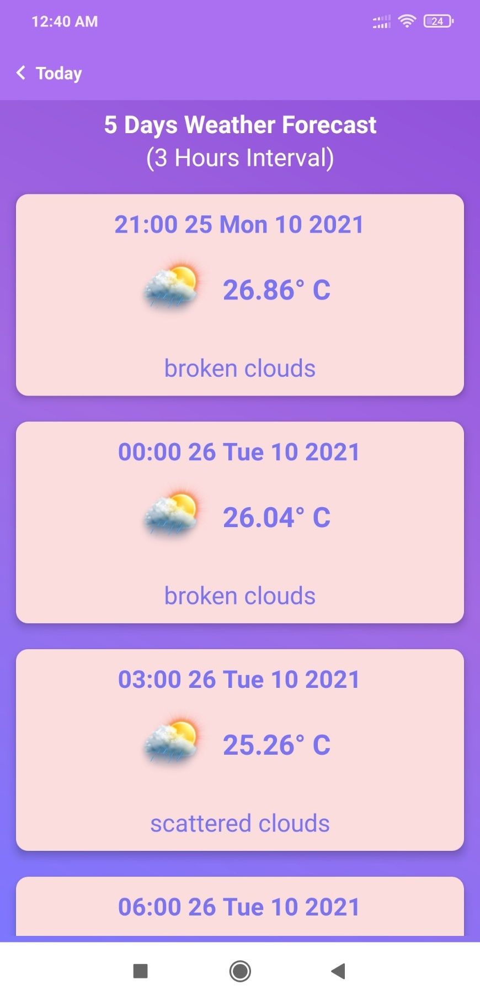 12:40 AM
24
Today
5 Days Weather Forecast
(3 Hours Interval)
21:00 25 Mon 10 2021
26.86° C
broken clouds
00:00 26 Tue 10 2021
26.04° C
broken clouds
03:00 26 Tue 10 2021
25.26° C
scattered clouds
06:00 26 Tue 10 2021